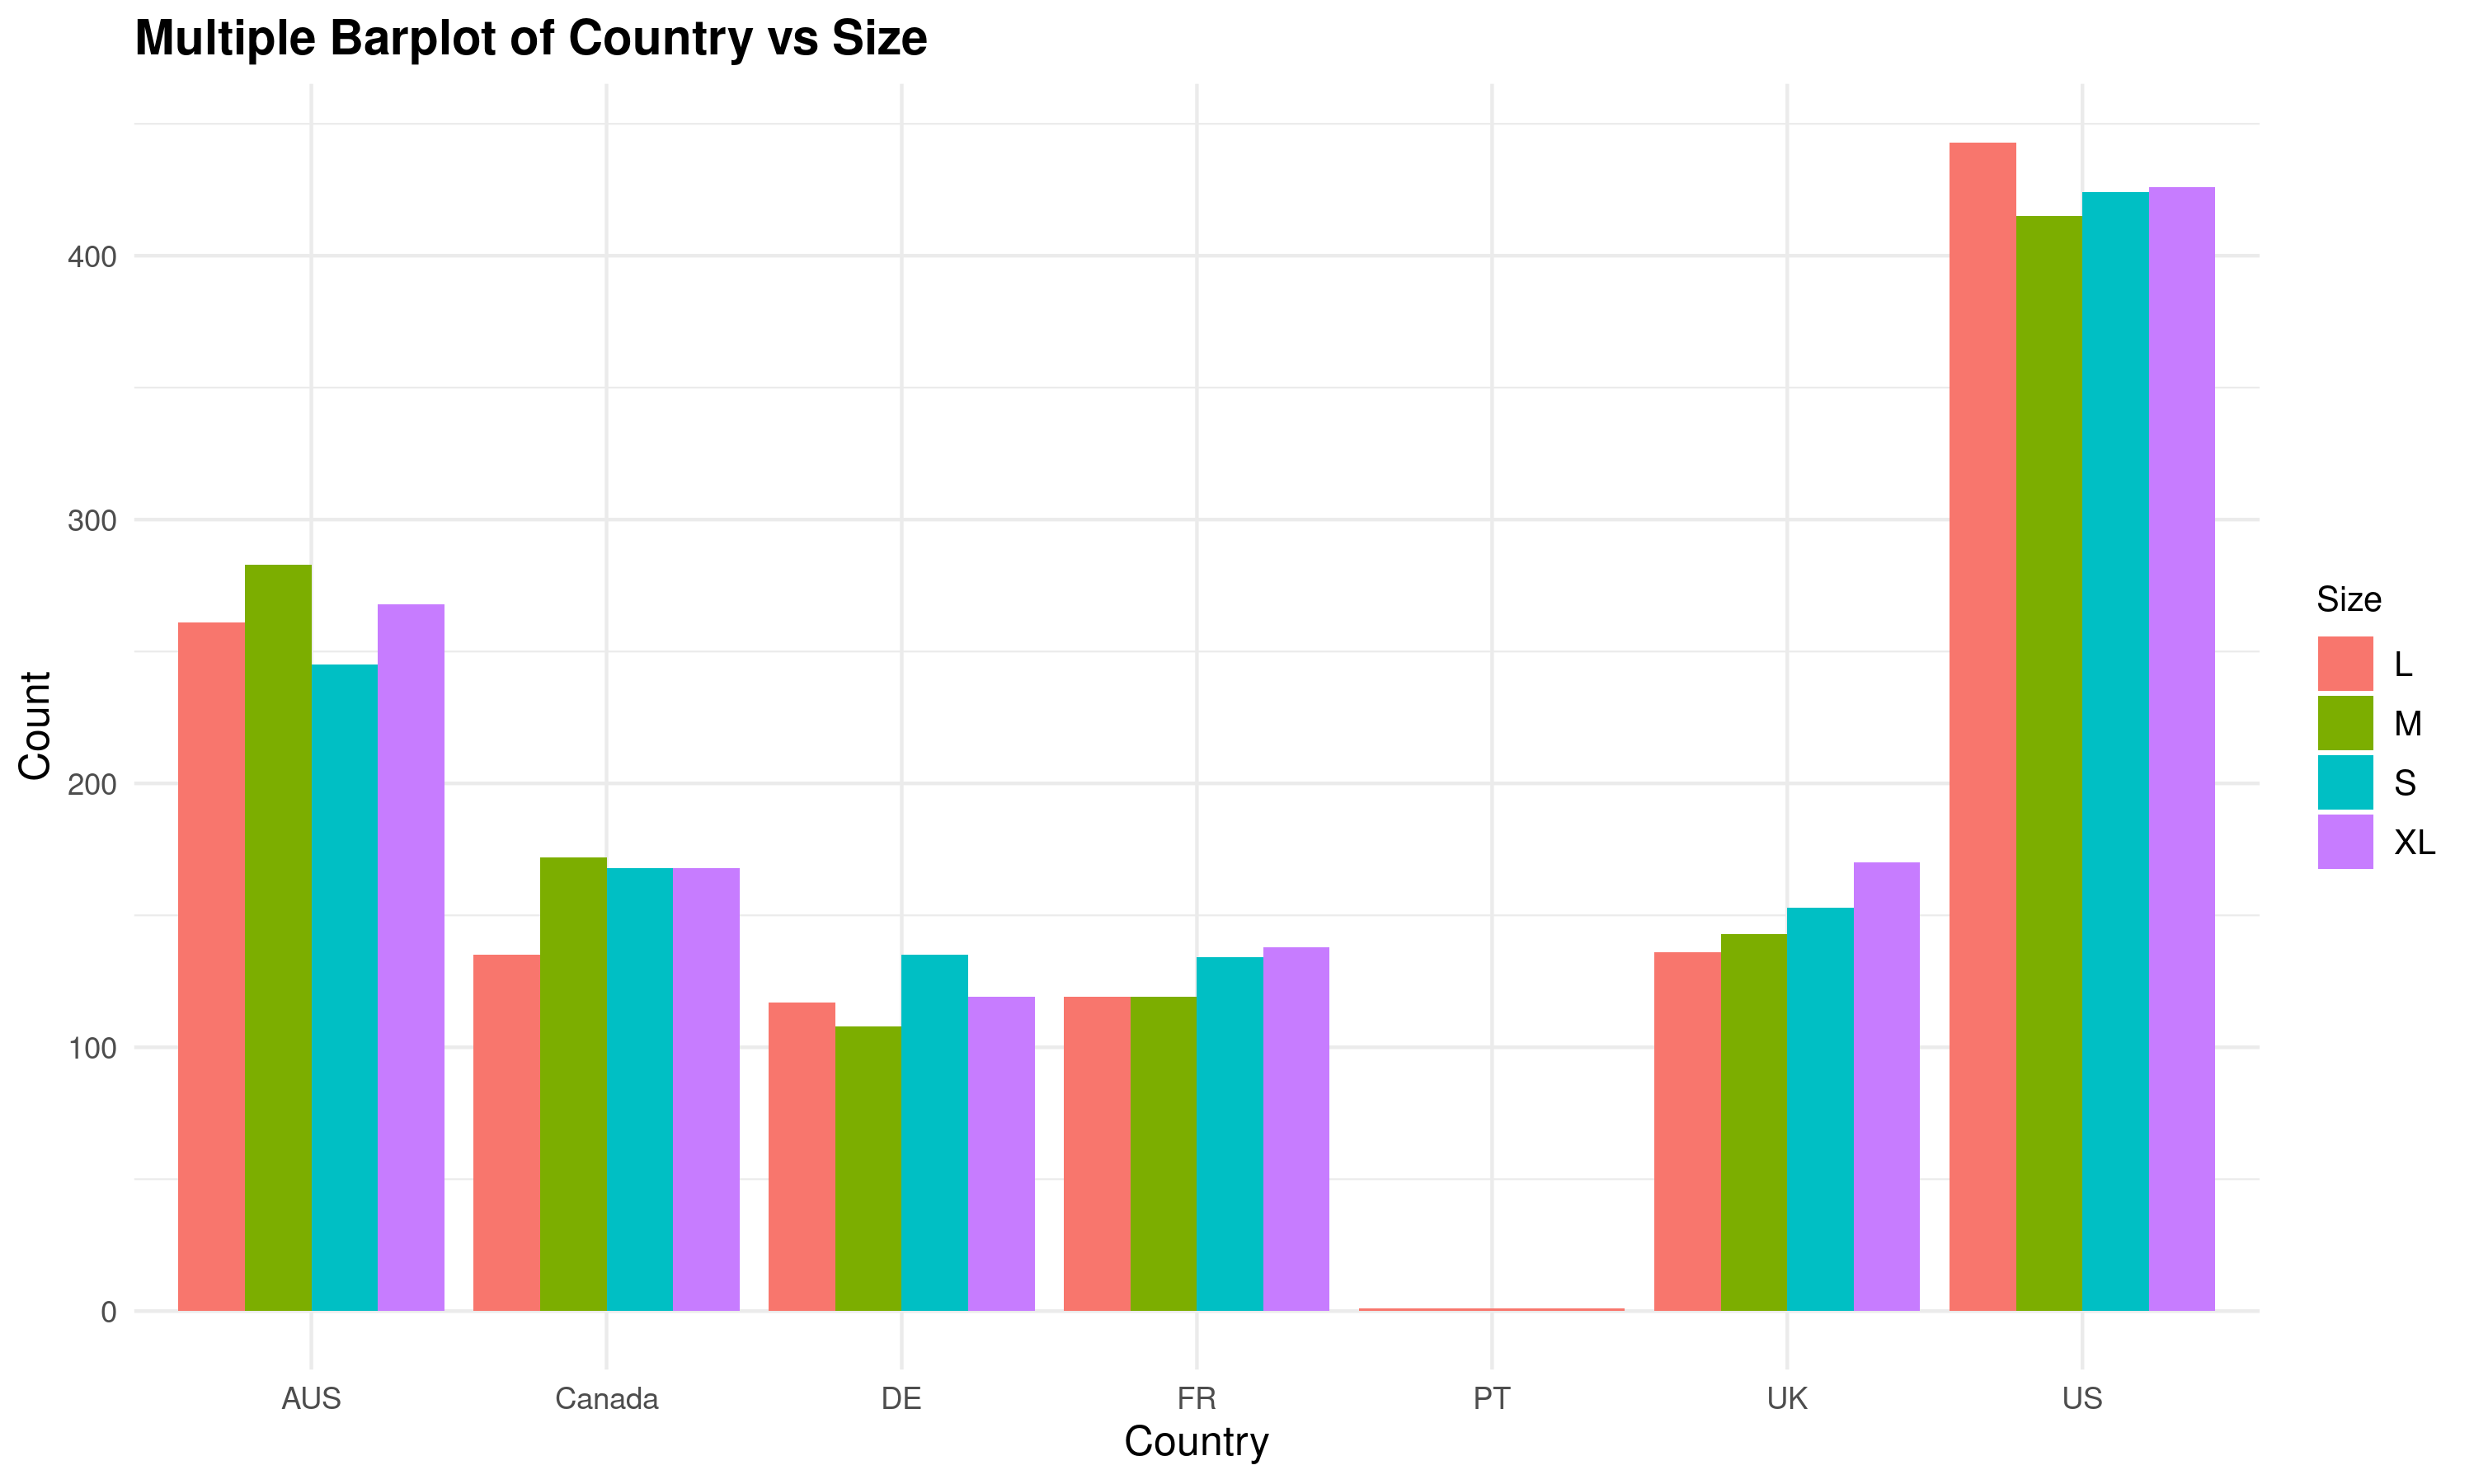 Multiple Barplot of Country vs Size
Count
400
300
200
100
0
AUS Canada DE FR PT UK US
Country
Size
L
M
S
XL